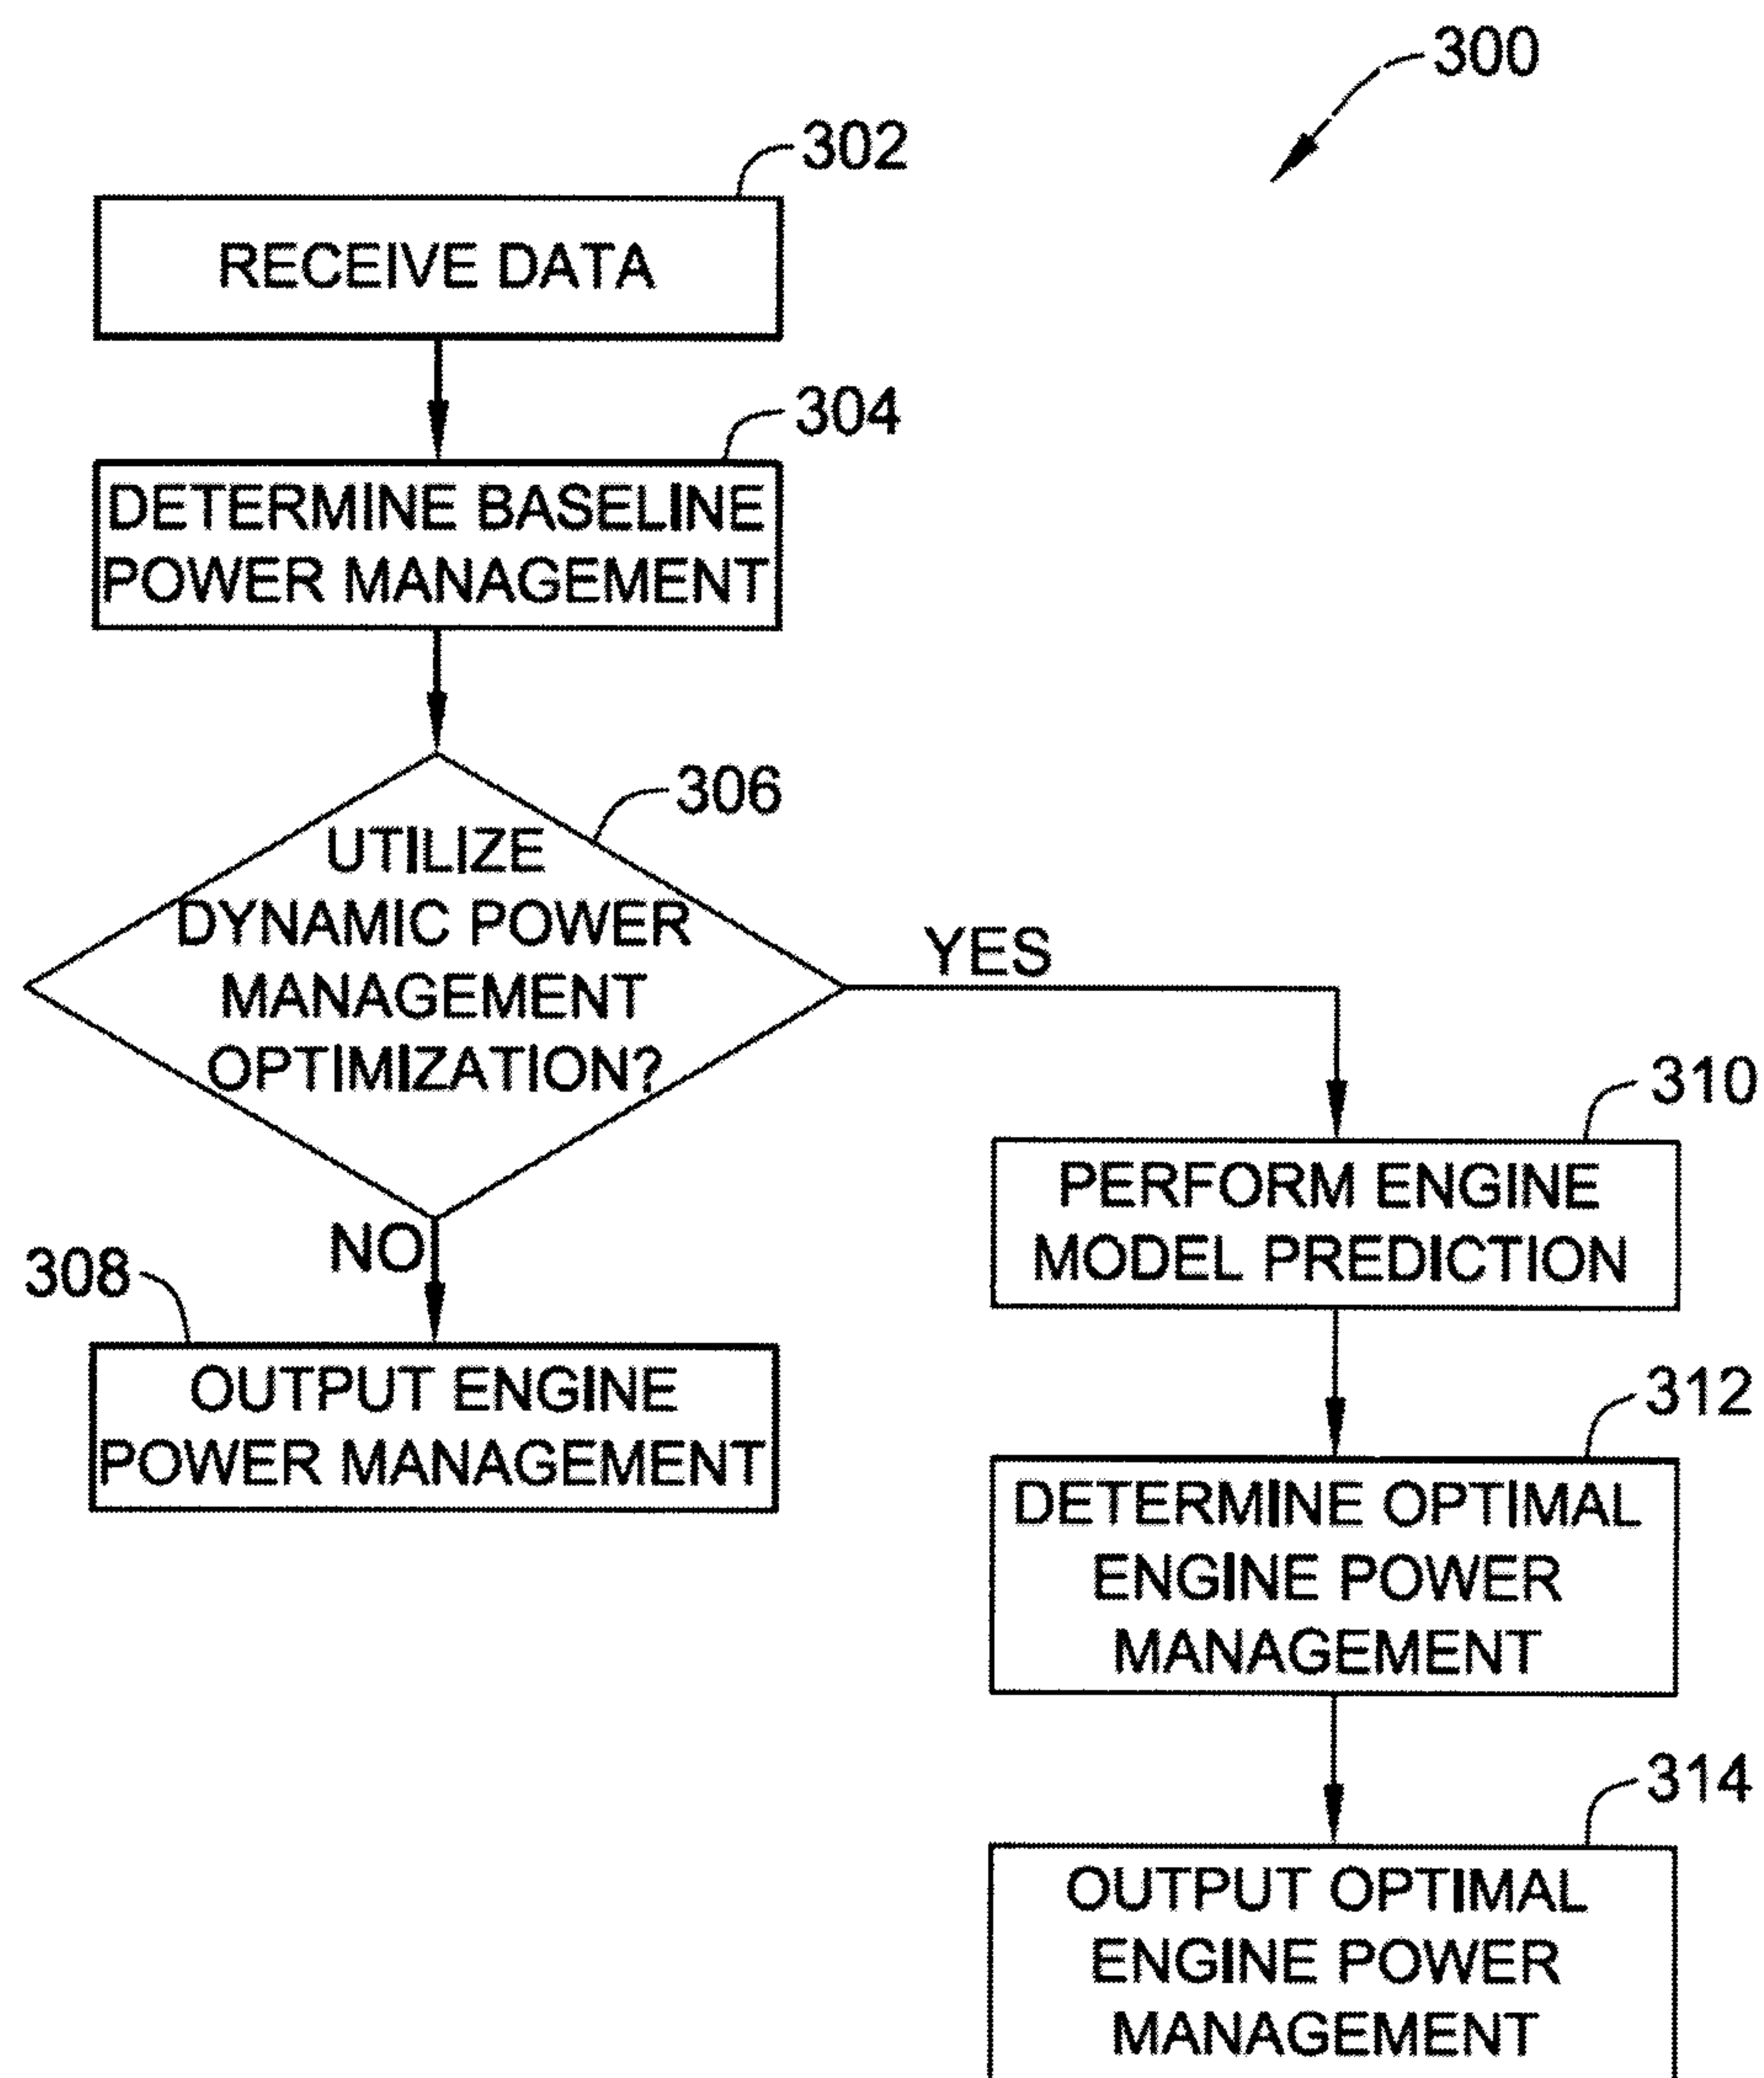 300
302
RECEIVE DATA
304
DETERMINE BASELINE
POWER MANAGEMENT
306
UTILIZE
DYNAMIC POWER
MANAGEMENT
OPTIMIZATION?
YES
NO
308
OUTPUT ENGINE
POWER MANAGEMENT
310
PERFORM ENGINE
MODEL PREDICTION
312
DETERMINE OPTIMAL
ENGINE POWER
MANAGEMENT
314
OUTPUT OPTIMAL
ENGINE POWER
MANAGEMENT